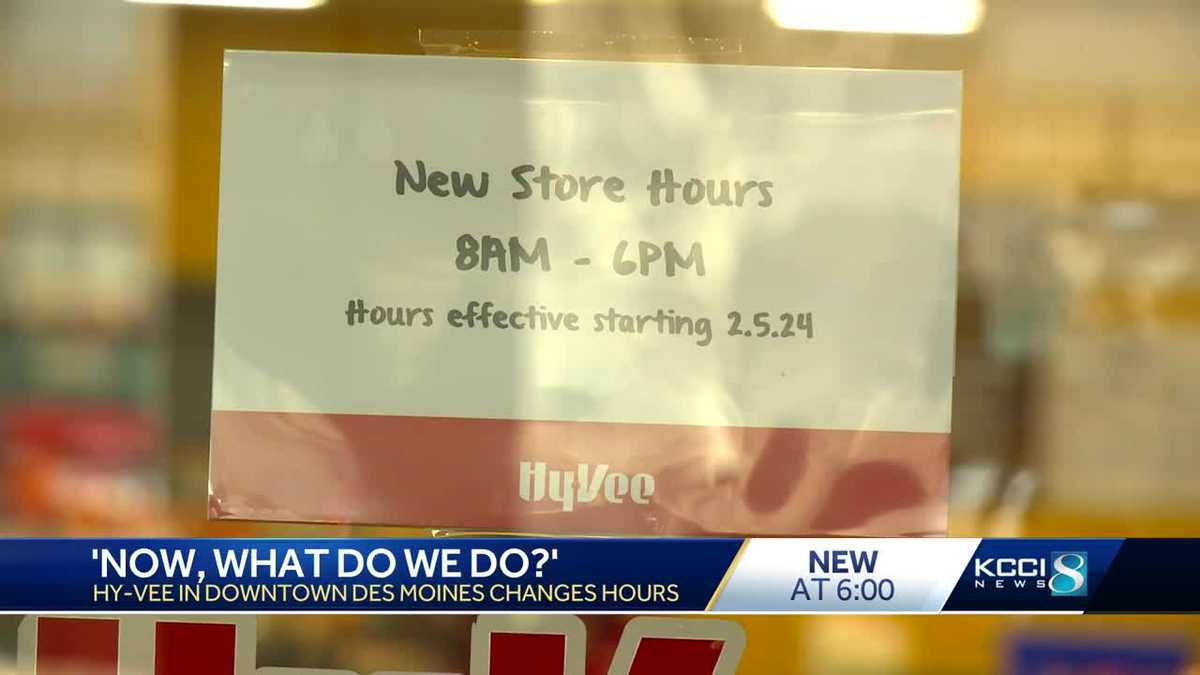 New Store Hours
8AM - 6PM
Hours effective starting 2.5.24
HyVee
'NOW, WHAT DO WE DO?'
HY-VEE IN DOWNTOWN DES MOINES CHANGES HOURS
NEW
AT 6:00
KCCI 8
NEWS